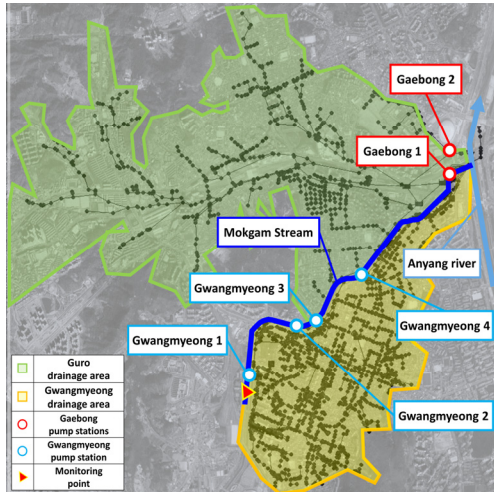 Gaebong 2
Gaebong 1
Mokgam Stream
Anyang river
Gwangmyeong 3
Gwangmyeong 1
Gwangmyeong 4
Gwangmyeong 2
Guro
drainage area
Gwangmyeong
drainage area
Gaebong
pump stations
Gwangmyeong
pump station
Monitoring
point